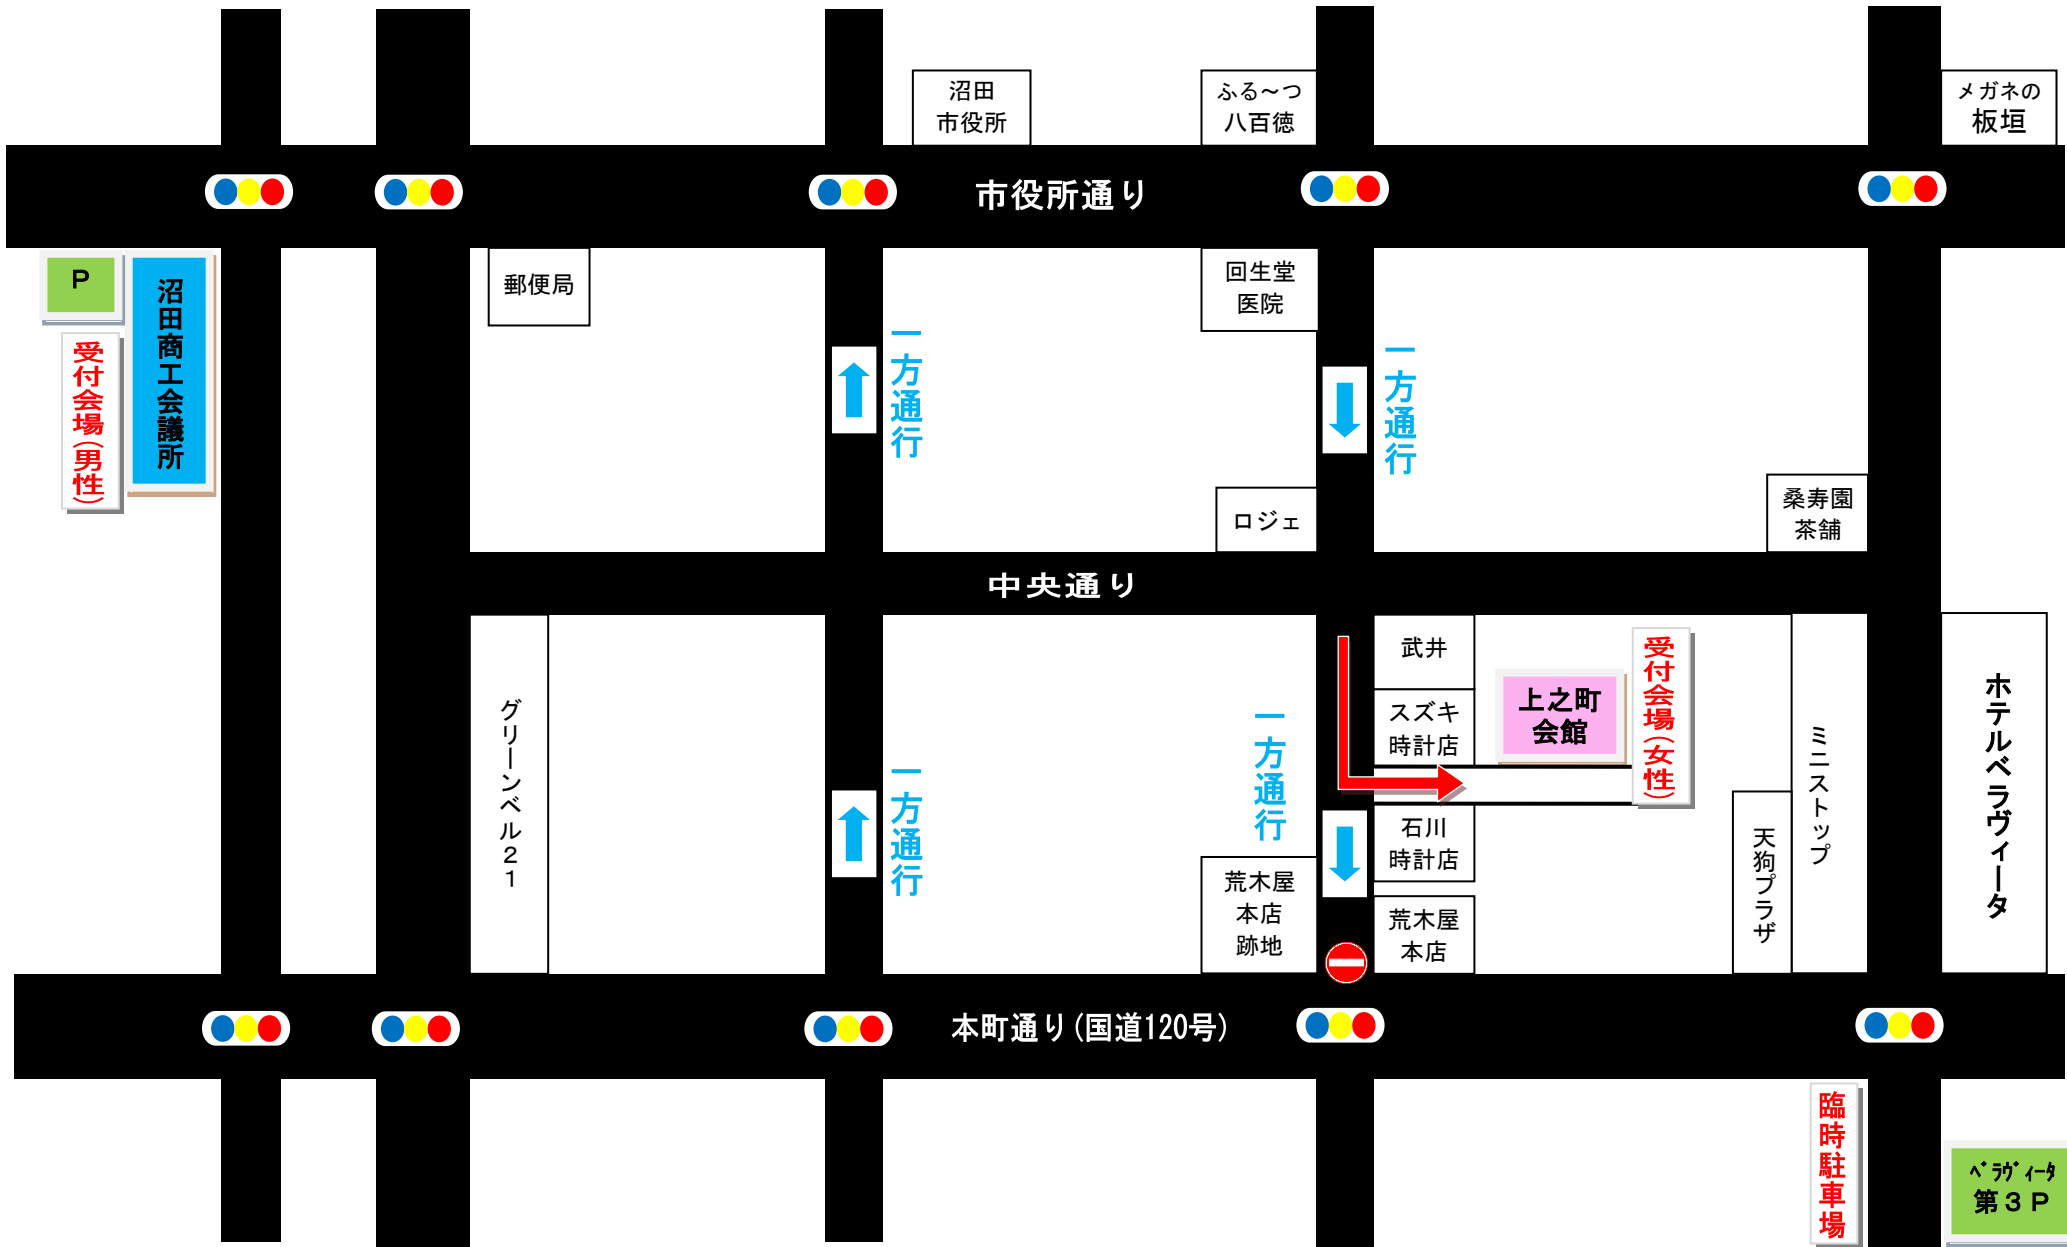 沼田
市役所
ふる～つ
八百徳
メガネの
板垣
市役所通り
P
沼田商工会議所
受付会場(男性)
郵便局
回生堂
医院
一方通行
一方通行
ロジェ
桑寿園
茶舗
中央通り
グリーンベル21
一方通行
一方通行
武井
スズキ
時計店
上之町
会館
受付会場(女性)
石川
時計店
荒木屋
本店
跡地
荒木屋
本店
天狗プラザ
ミニストップ
ホテルベラヴィータ
本町通り(国道120号)
臨時駐車場
ﾍﾞﾗｳﾞｨｰﾀ
第3P